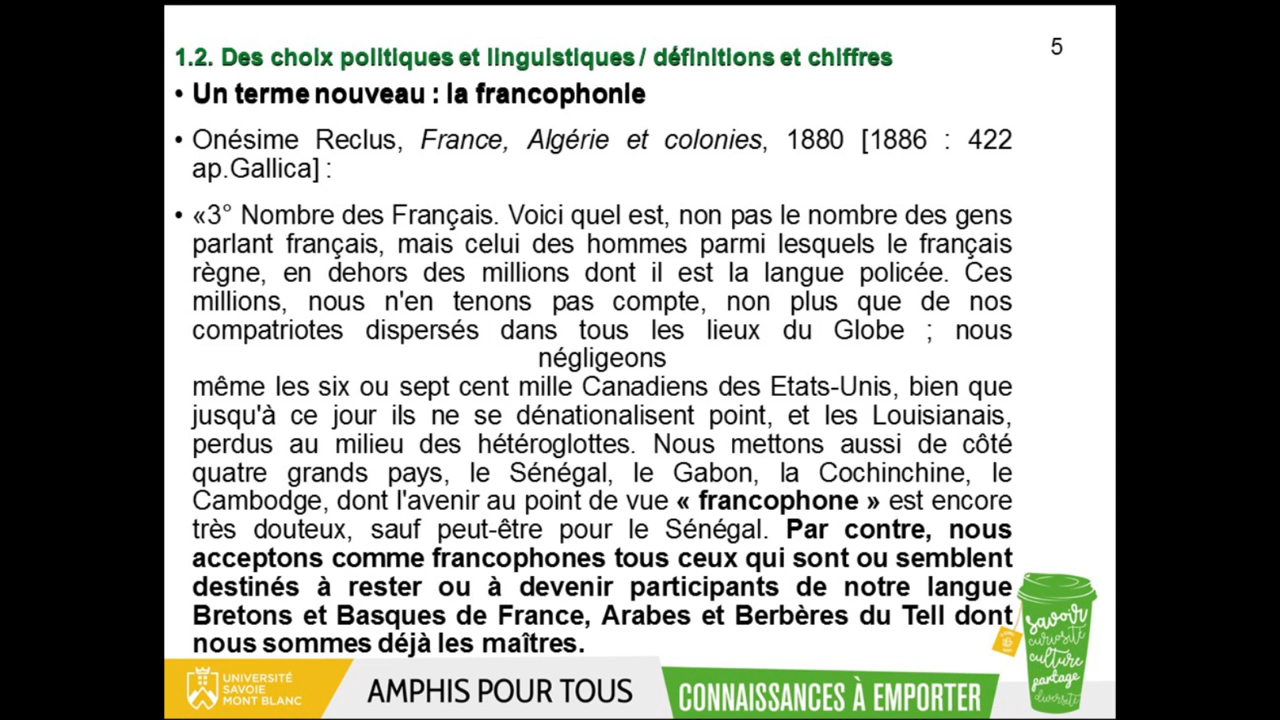 5
1.2. Des choix politiques et linguistiques / définitions et chiffres
• Un terme nouveau : la francophonie
• Onésime Reclus, France, Algérie et colonies, 1880 [1886 : 422
ap.Gallica] :
• «3° Nombre des Français. Voici quel est, non pas le nombre des gens
parlant français, mais celui des hommes parmi lesquels le français
règne, en dehors des millions dont il est la langue policée. Ces
millions, nous n'en tenons pas compte, non plus que de nos
compatriotes dispersés dans tous les lieux du Globe ; nous
négligeons
même les six ou sept cent mille Canadiens des Etats-Unis, bien que
jusqu'à ce jour ils ne se dénationalisent point, et les Louisianais,
perdus au milieu des hétéroglottes. Nous mettons aussi de côté
quatre grands pays, le Sénégal, le Gabon, la Cochinchine, le
Cambodge, dont l'avenir au point de vue « francophone » est encore
très douteux, sauf peut-être pour le Sénégal. Par contre, nous
acceptons comme francophones tous ceux qui sont ou semblent
destinés à rester ou à devenir participants de notre langue
Bretons et Basques de France, Arabes et Berbères du Tell dont
nous sommes déjà les maîtres.
UNIVERSITÉ
SAVOIE
MONT BLANC
AMPHIS POUR TOUS
CONNAISSANCES À EMPORTER
savoir
curiosité
culture
partage
diversité